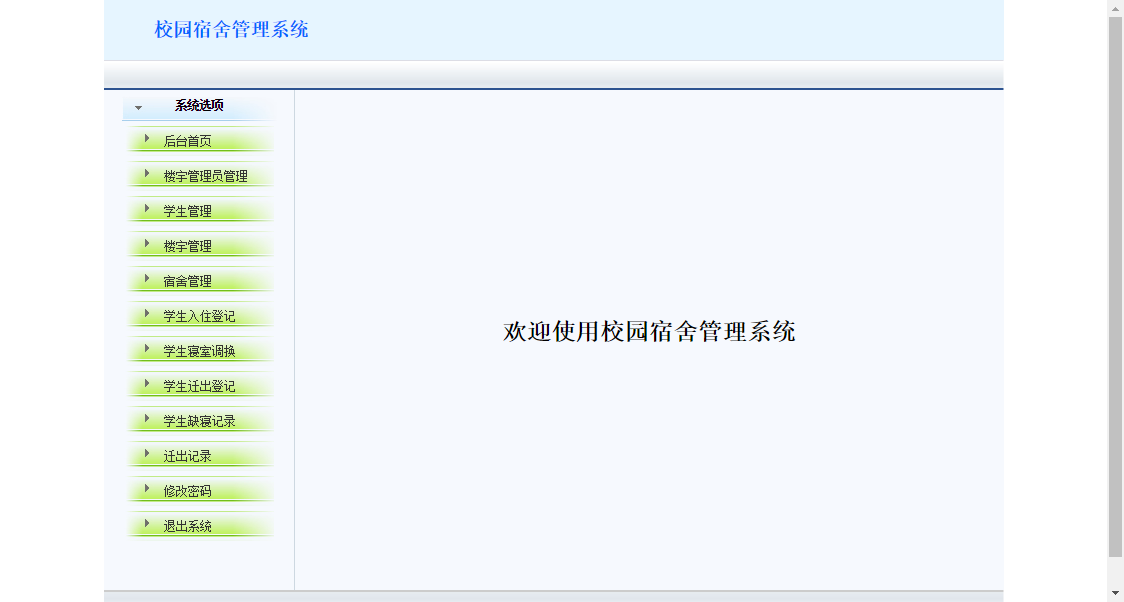 校园宿舍管理系统
系统选项
后台首页
楼宇管理员管理
学生管理
楼宇管理
宿舍管理
学生入住登记
学生寝室调换
学生迁出登记
学生缺寝记录
迁出记录
修改密码
退出系统
欢迎使用校园宿舍管理系统